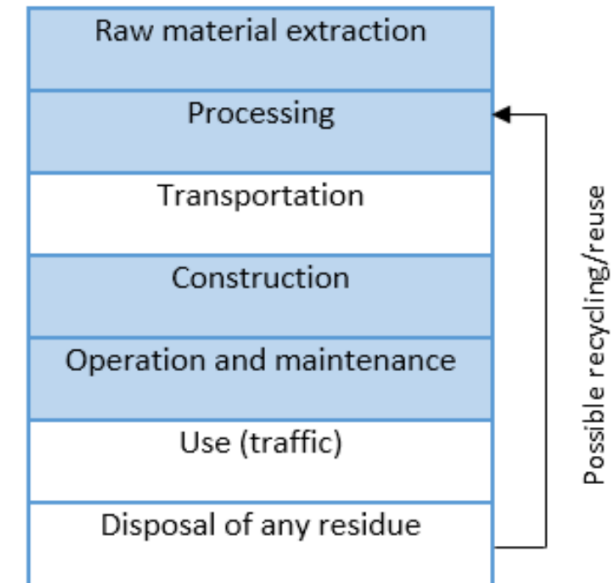 Raw material extraction
Processing
Transportation
Construction
Operation and maintenance
Use (traffic)
Disposal of any residue
Possible recycling/reuse